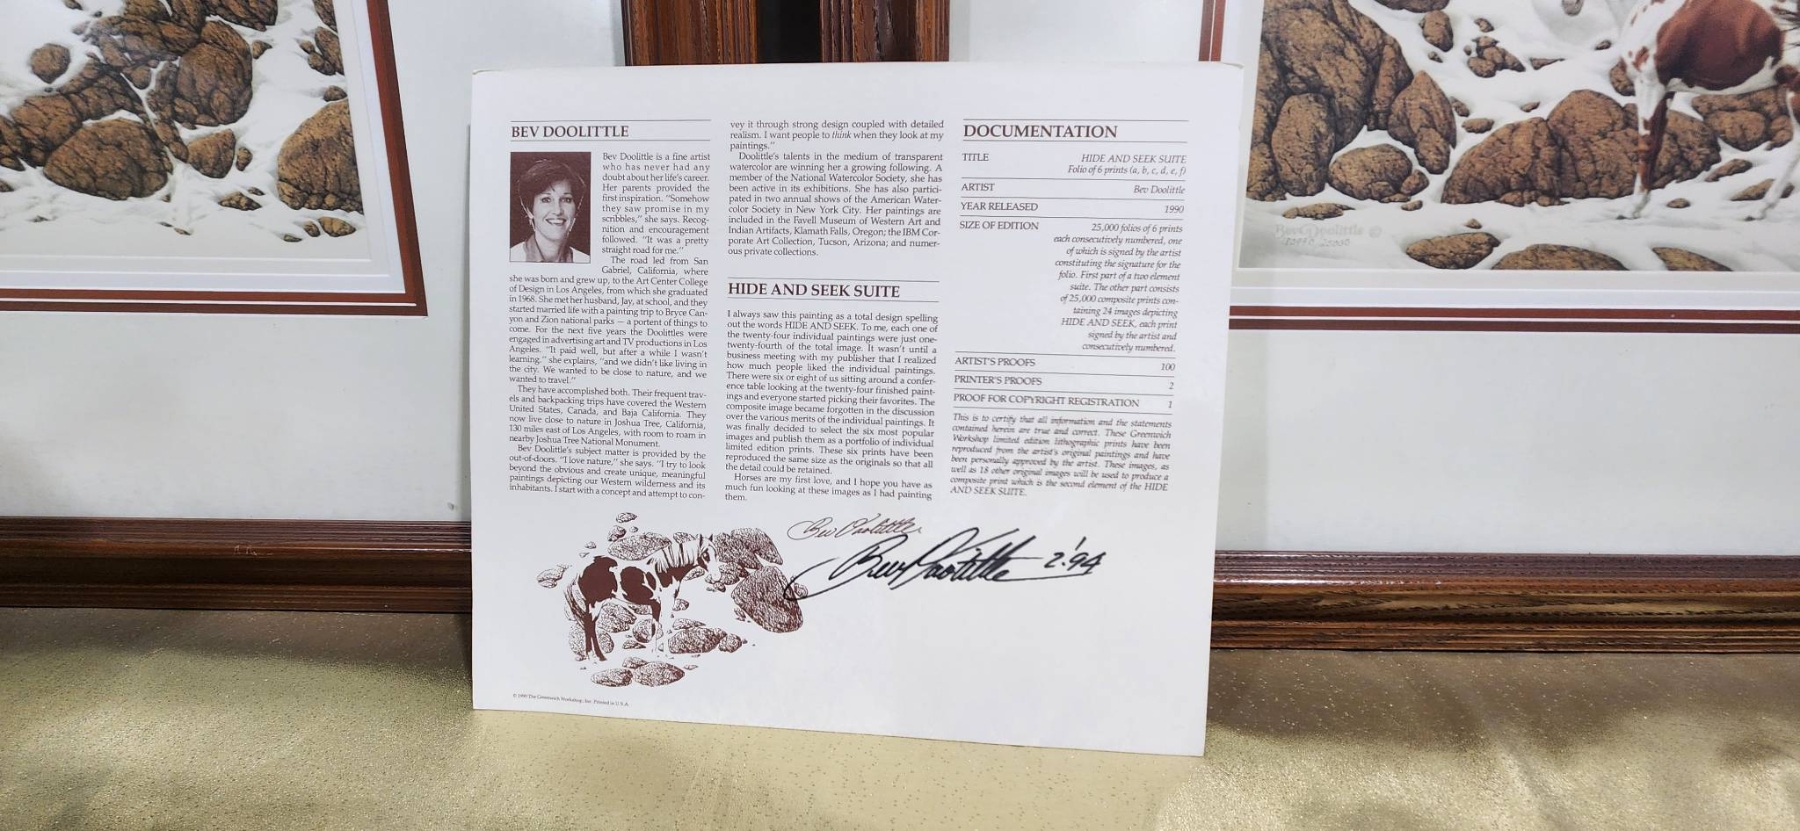 BEV DOOLITTLE
Bev Doolittle is a fine artist
who has never had any
doubt about her life's career.
Her parents provided the
first inspiration. "Somehow
they saw promise in my
scribbles," she says. Recog-
nition and encouragement
followed. "It was a pretty
straight road for me."
The road led from San
Gabriel, California, where
she was born and grew up, to the Art Center College
of Design in Los Angeles, from which she graduated
in 1968. She met her husband, Jay, at school, and they
started married life with a painting trip to Bryce Can-
yon and Zion national parks — a portent of things to
come. For the next five years the Doolittles were
engaged in advertising art and TV productions in Los
Angeles. "It paid well, but after a while I wasn't
learning," she explains, "and we didn't like living in
the city. We wanted to be close to nature, and we
wanted to travel."
They have accomplished both. Their frequent trav-
els and backpacking trips have covered the Western
United States, Canada, and Baja California. They
now live close to nature in Joshua Tree, California,
130 miles east of Los Angeles, with room to roam in
nearby Joshua Tree National Monument.
Bev Doolittle's subject matter is provided by the
out-of-doors. "I love nature," she says. "I try to look
beyond the obvious and create unique, meaningful
paintings depicting our Western wilderness and its
inhabitants. I start with a concept and attempt to con-
vey it through strong design coupled with detailed
realism. I want people to think when they look at my
paintings."
Doolittle's talents in the medium of transparent
watercolor are winning her a growing following. A
member of the National Watercolor Society, she has
been active in its exhibitions. She has also partici-
pated in two annual shows of the American Water-
color Society in New York City. Her paintings are
included in the Favell Museum of Western Art and
Indian Artifacts, Klamath Falls, Oregon; the IBM Cor-
porate Art Collection, Tucson, Arizona; and numer-
ous private collections.
HIDE AND SEEK SUITE
I always saw this painting as a total design spelling
out the words HIDE AND SEEK. To me, each one of
the twenty-four individual paintings were just one-
twenty-fourth of the total image. It wasn't until a
business meeting with my publisher that I realized
how much people liked the individual paintings.
There were six or eight of us sitting around a confer-
ence table looking at the twenty-four finished paint-
ings and everyone started picking their favorites. The
composite image became forgotten in the discussion
over the various merits of the individual paintings. It
was finally decided to select the six most popular
images and publish them as a portfolio of individual
limited edition prints. These six prints have been
reproduced the same size as the originals so that all
the detail could be retained.
Horses are my first love, and I hope you have as
much fun looking at these images as I had painting
them.
DOCUMENTATION
TITLE HIDE AND SEEK SUITE
Folio of 6 prints (a, b, c, d, e, f)
ARTIST Bev Doolittle
YEAR RELEASED 1990
SIZE OF EDITION 25,000 folios of 6 prints
each consecutively numbered, one
of which is signed by the artist
constituting the signature for the
folio. First part of a two element
suite. The other part consists
of 25,000 composite prints con-
taining 24 images depicting
HIDE AND SEEK, each print
signed by the artist and
consecutively numbered.
ARTIST'S PROOFS 100
PRINTER'S PROOFS 2
PROOF FOR COPYRIGHT REGISTRATION 1
This is to certify that all information and the statements
contained herein are true and correct. These Greenwich
Workshop limited edition lithographic prints have been
reproduced from the artist's original paintings and have
been personally approved by the artist. These images, as
well as 18 other original images will be used to produce a
composite print which is the second element of the HIDE
AND SEEK SUITE.
Bev Doolittle
Bev Doolittle 2.'94
© 1990 The Greenwich Workshop, Inc. Printed in U.S.A.
Bev Doolittle ©